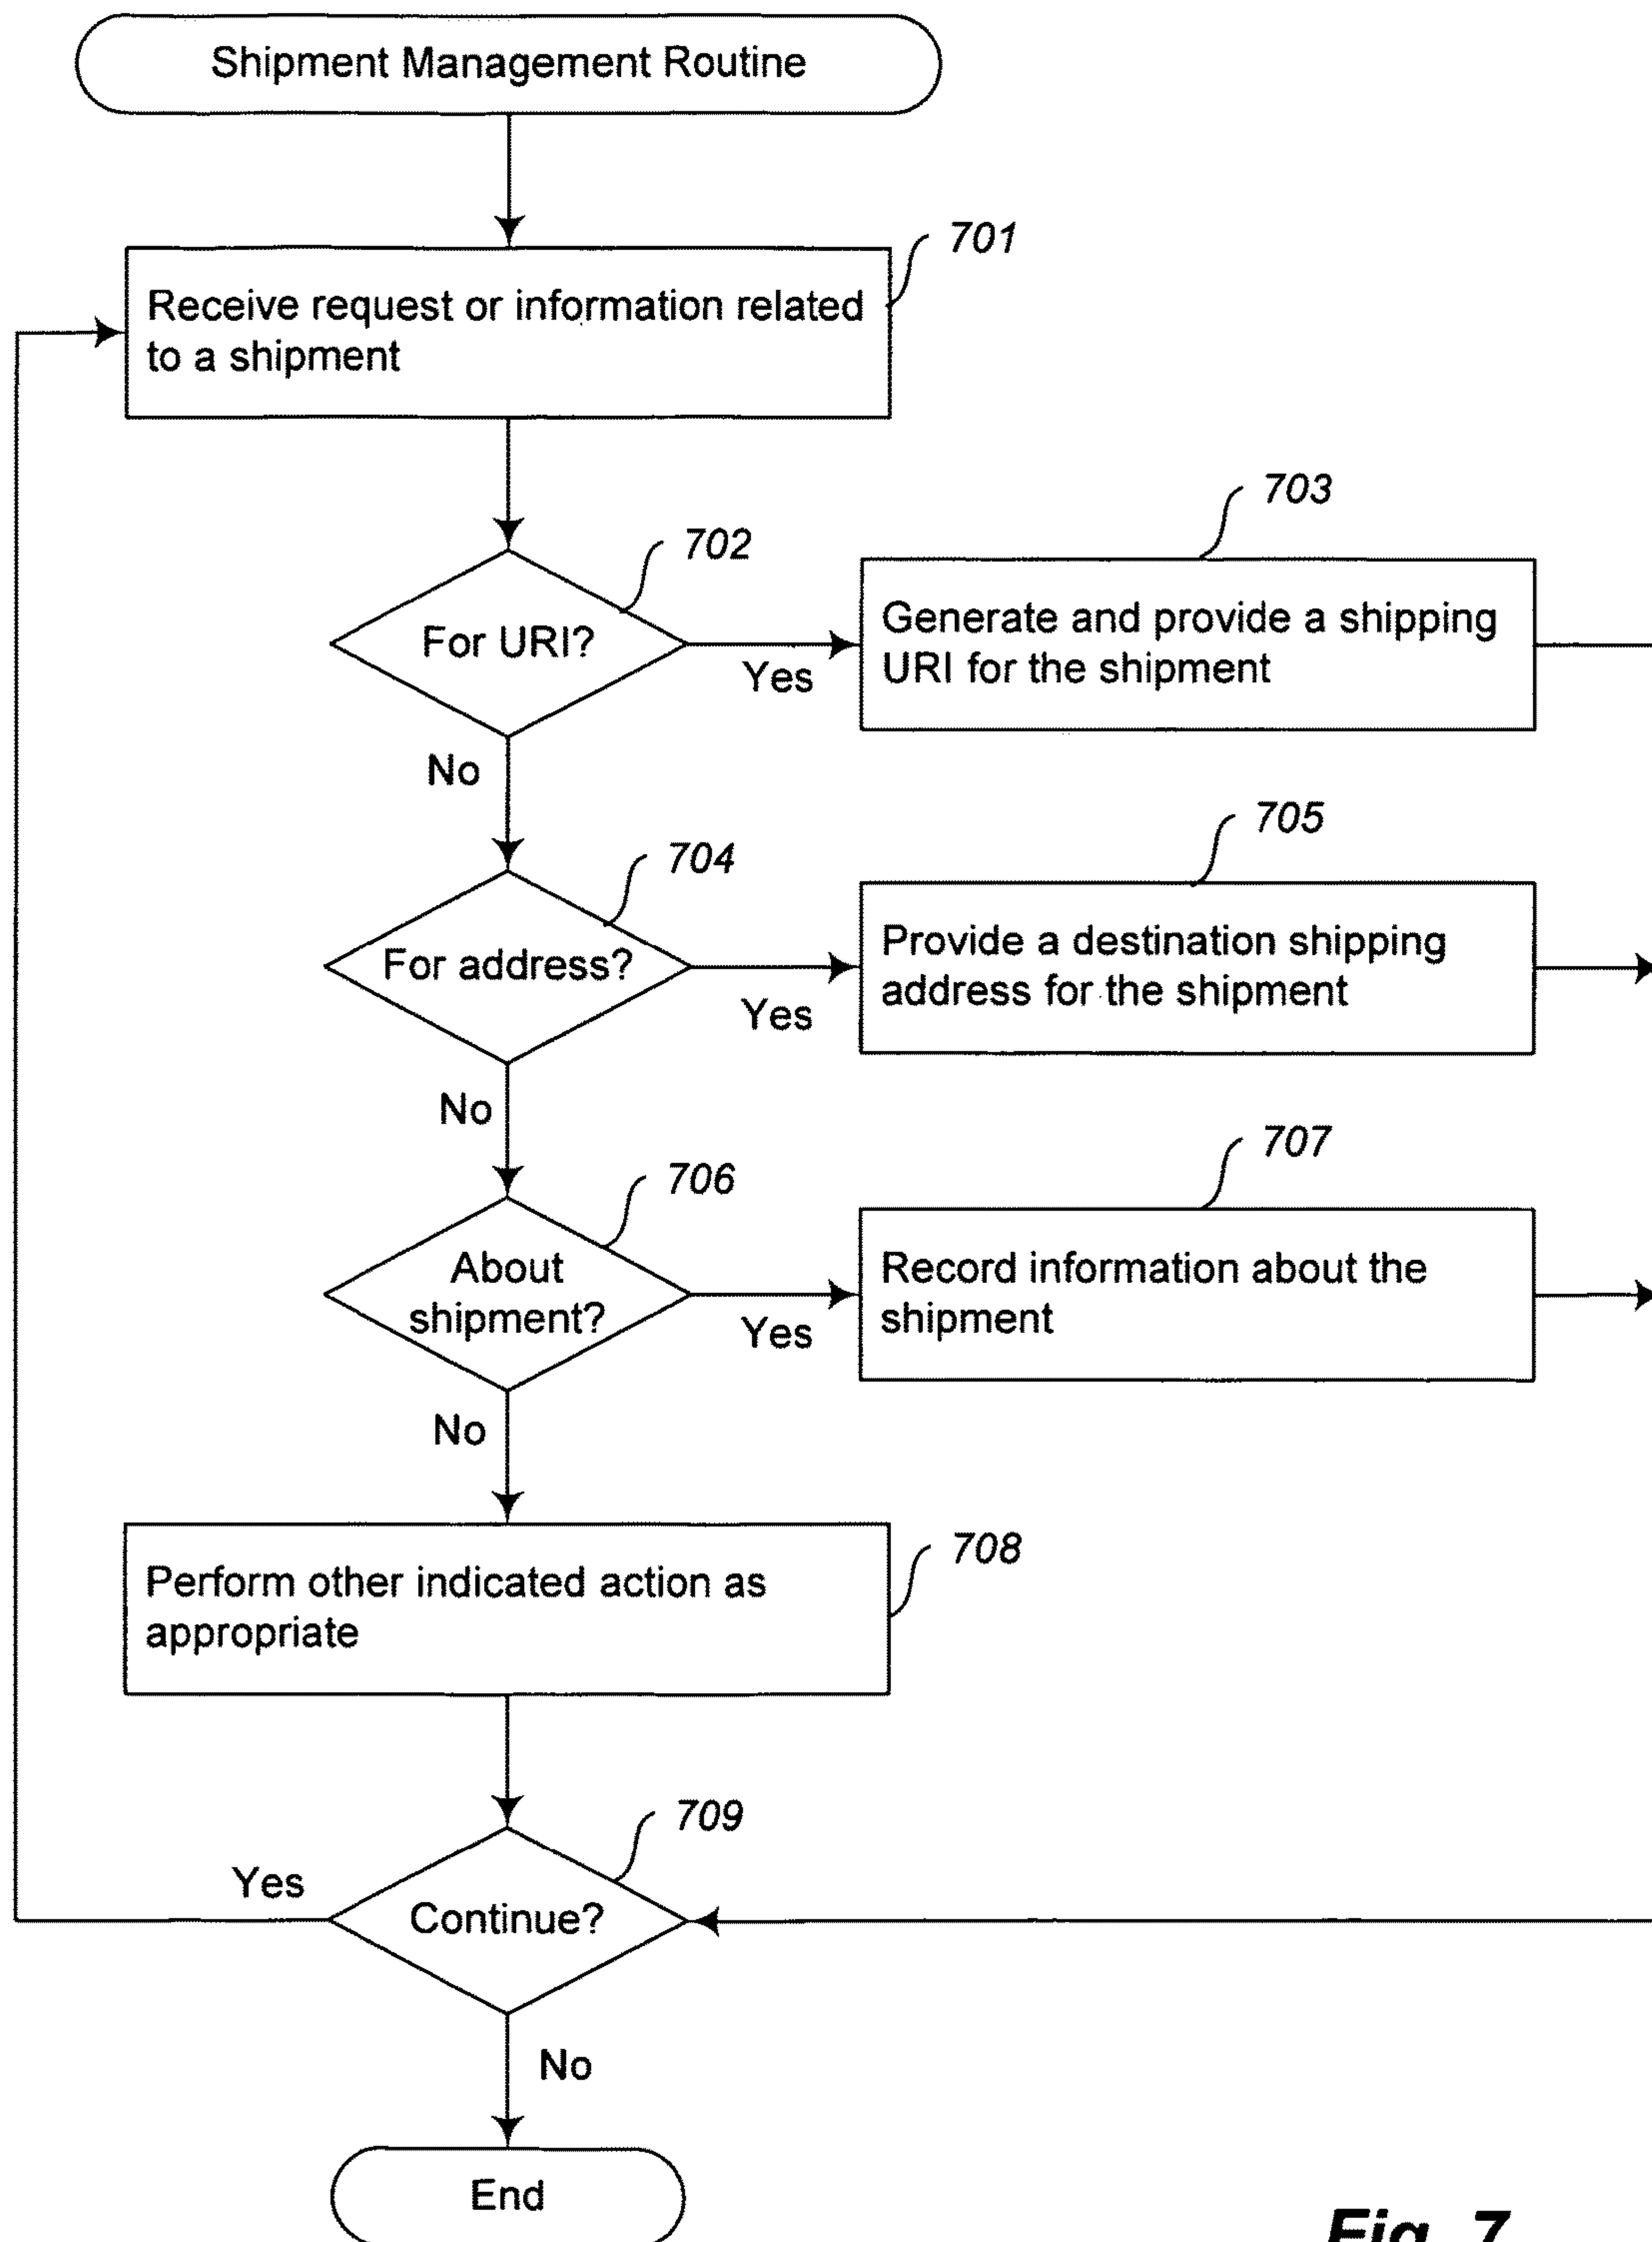 Shipment Management Routine
701
Receive request or information related
to a shipment
703
702
For URI?
Yes
Generate and provide a shipping
URI for the shipment
No
705
704
For address?
Yes
Provide a destination shipping
address for the shipment
No
707
706
About
shipment?
Yes
Record information about the
shipment
No
708
Perform other indicated action as
appropriate
709
Yes
Continue?
No
End
Fig. 7